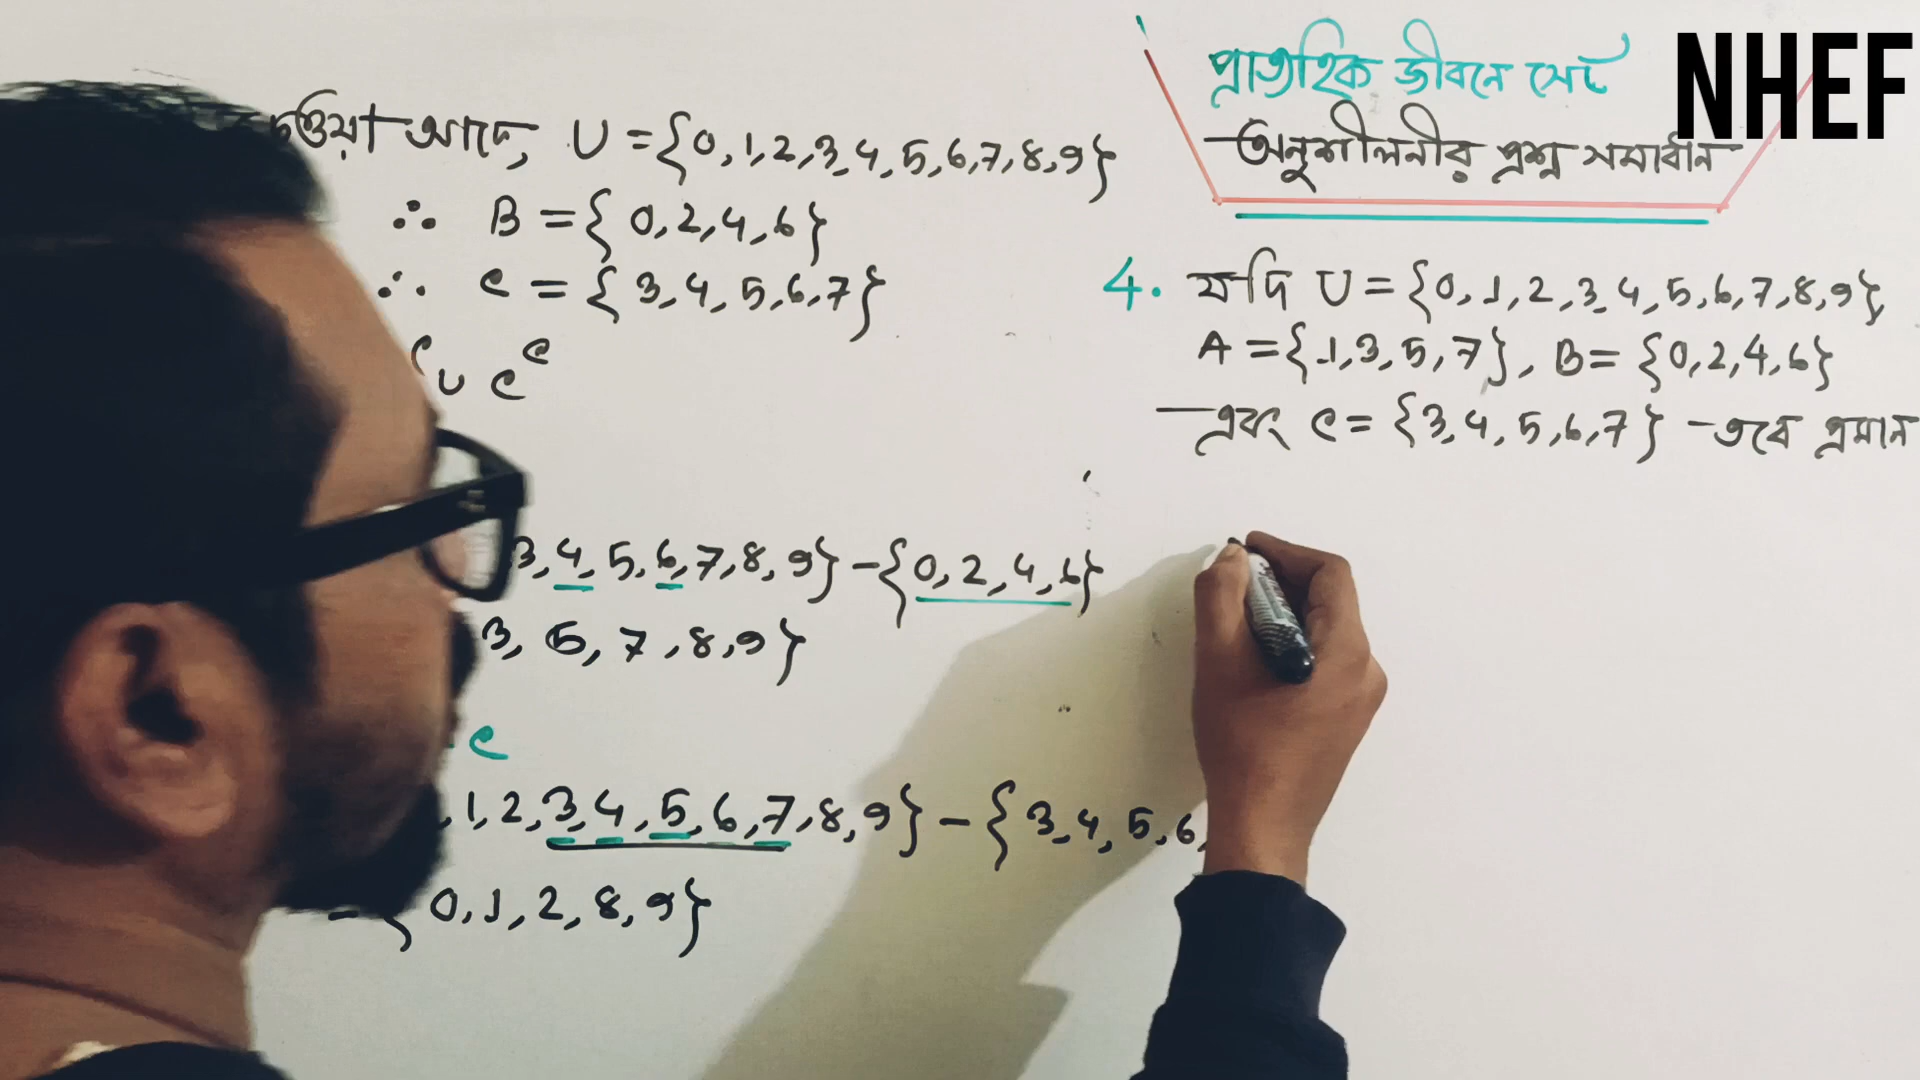 NHEF
প্রাত্যহিক জীবনে সেট
অনুশীলনীর প্রশ্ন সমাধান
দেওয়া আছে, U = {0, 1, 2, 3, 4, 5, 6, 7, 8, 9}
∴ B = {0, 2, 4, 6}
∴ C = {3, 4, 5, 6, 7}
∪ C^c
3, 4, 5, 6, 7, 8, 9} - {0, 2, 4, 6}
3, 5, 7, 8, 9}
C
1, 2, 3, 4, 5, 6, 7, 8, 9} - {3, 4, 5, 6,
{0, 1, 2, 8, 9}
4. যদি U = {0, 1, 2, 3, 4, 5, 6, 7, 8, 9},
A = {1, 3, 5, 7}, B = {0, 2, 4, 6}
এবং C = {3, 4, 5, 6, 7} তবে প্রমান